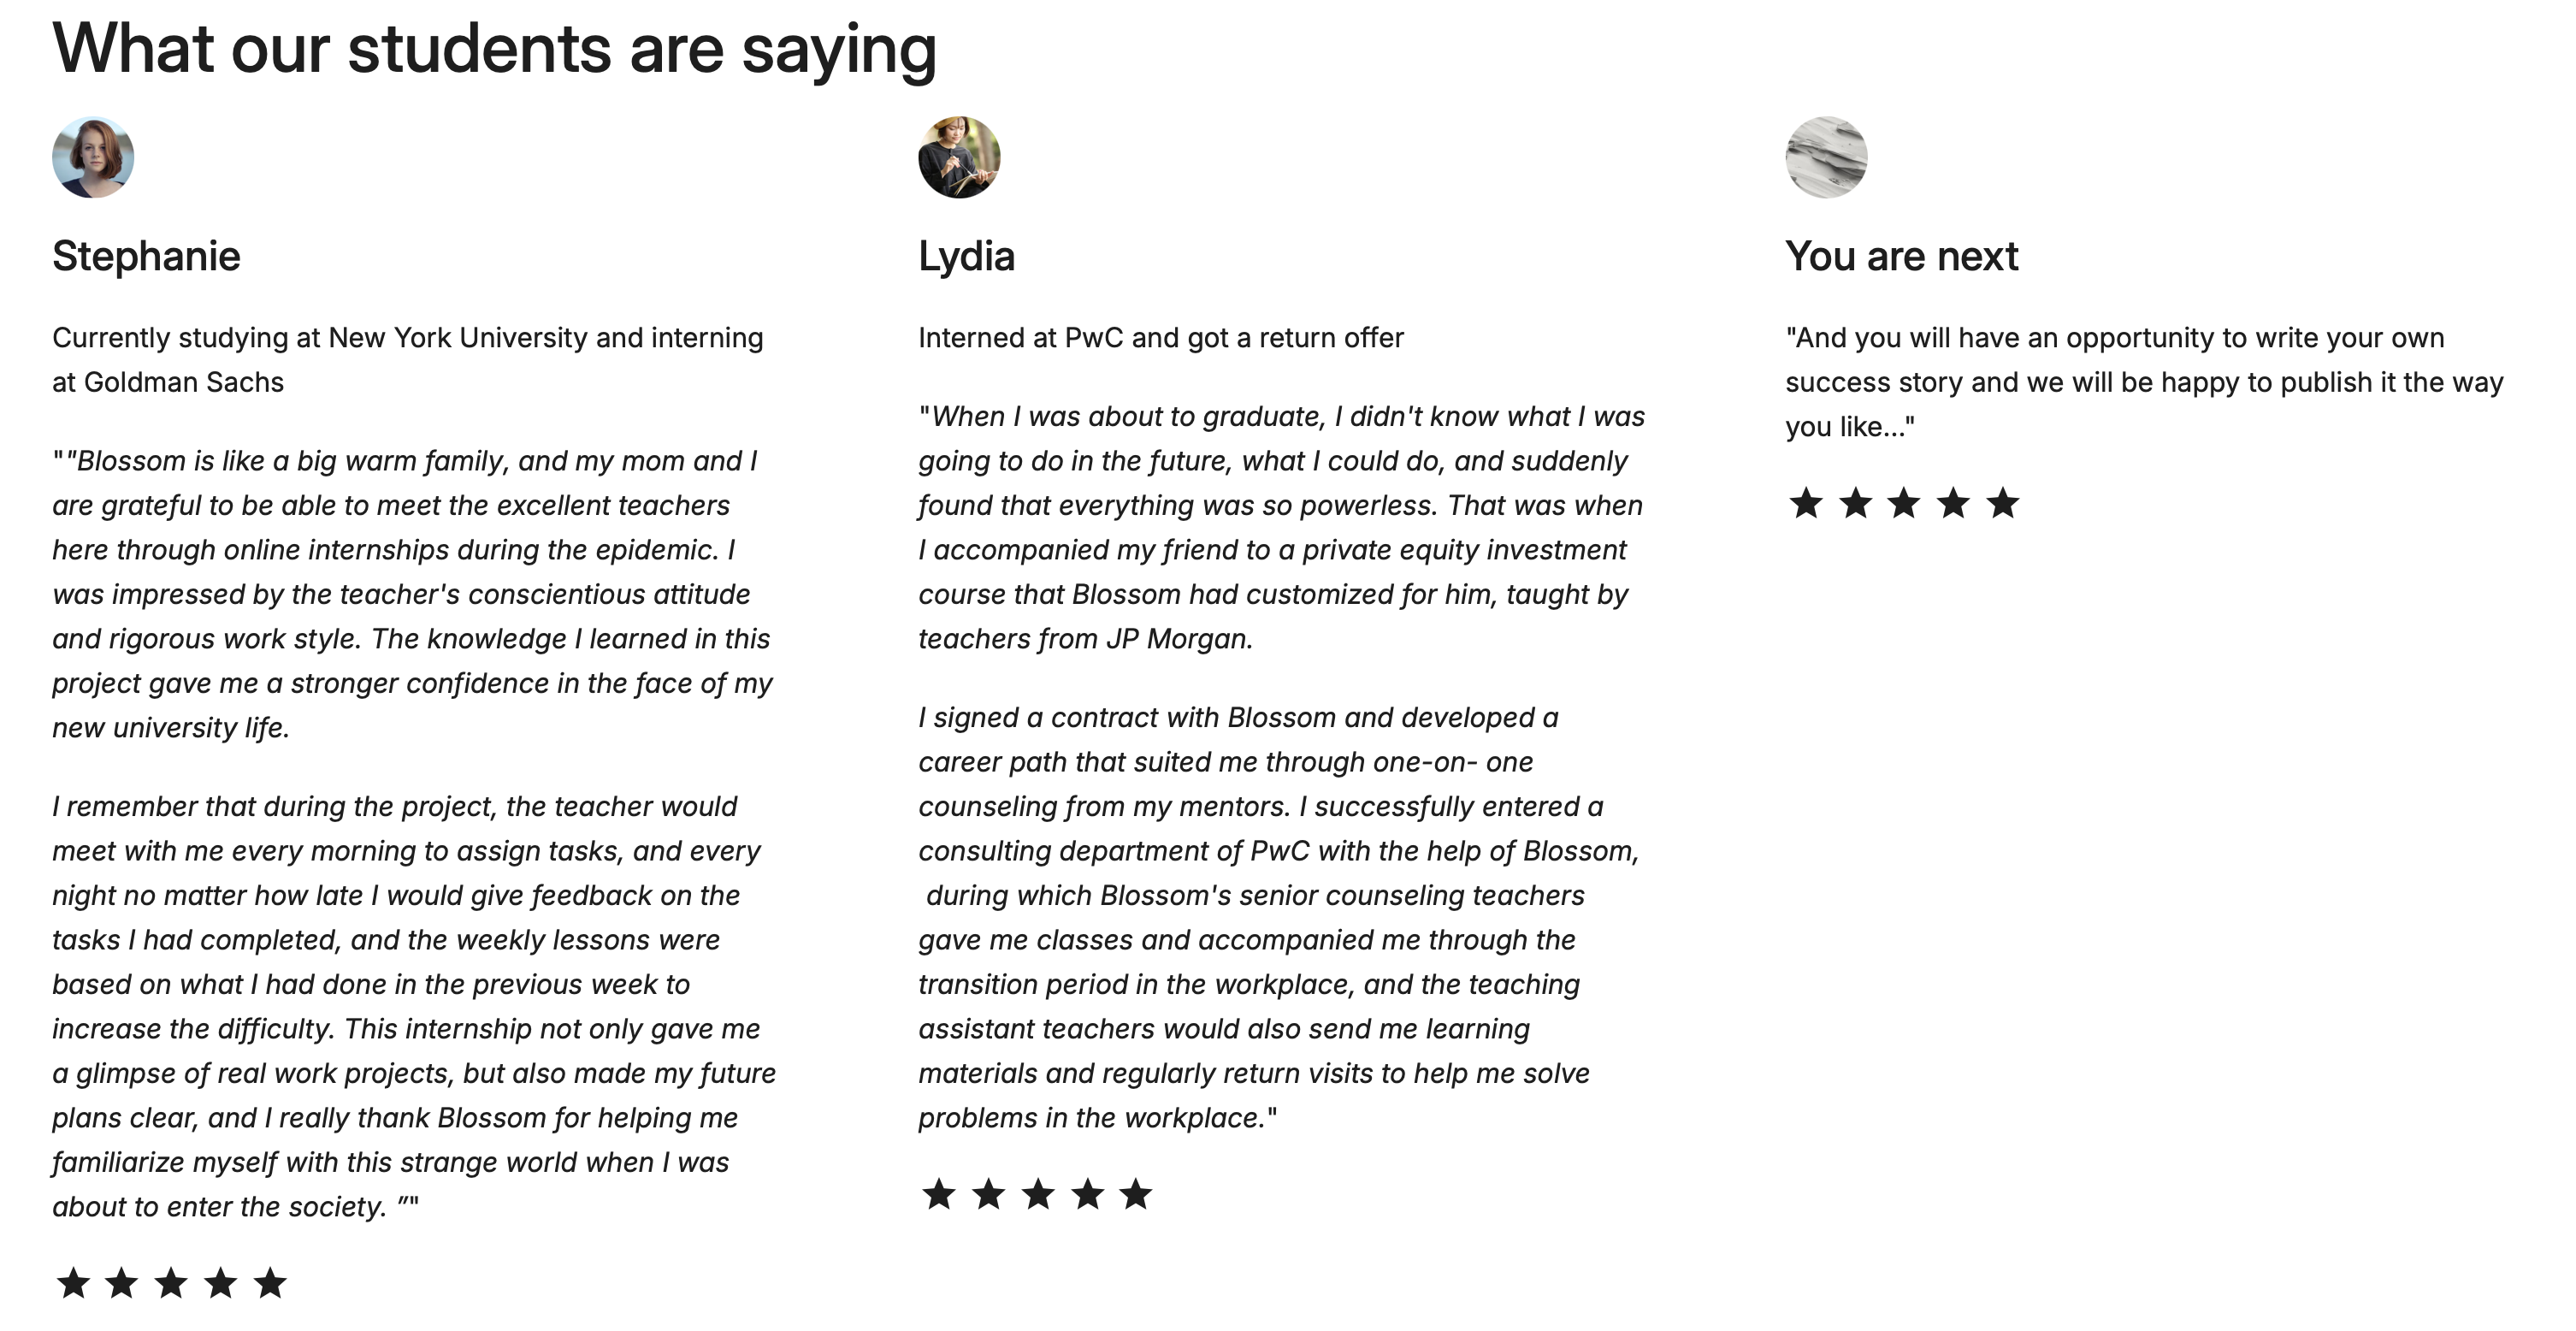 What our students are saying
Stephanie
Currently studying at New York University and interning
at Goldman Sachs
""Blossom is like a big warm family, and my mom and I
are grateful to be able to meet the excellent teachers
here through online internships during the epidemic. I
was impressed by the teacher's conscientious attitude
and rigorous work style. The knowledge I learned in this
project gave me a stronger confidence in the face of my
new university life.
I remember that during the project, the teacher would
meet with me every morning to assign tasks, and every
night no matter how late I would give feedback on the
tasks I had completed, and the weekly lessons were
based on what I had done in the previous week to
increase the difficulty. This internship not only gave me
a glimpse of real work projects, but also made my future
plans clear, and I really thank Blossom for helping me
familiarize myself with this strange world when I was
about to enter the society. ”"
★ ★ ★ ★ ★
Lydia
Interned at PwC and got a return offer
"When I was about to graduate, I didn't know what I was
going to do in the future, what I could do, and suddenly
found that everything was so powerless. That was when
I accompanied my friend to a private equity investment
course that Blossom had customized for him, taught by
teachers from JP Morgan.
I signed a contract with Blossom and developed a
career path that suited me through one-on- one
counseling from my mentors. I successfully entered a
consulting department of PwC with the help of Blossom,
during which Blossom's senior counseling teachers
gave me classes and accompanied me through the
transition period in the workplace, and the teaching
assistant teachers would also send me learning
materials and regularly return visits to help me solve
problems in the workplace."
★ ★ ★ ★ ★
You are next
"And you will have an opportunity to write your own
success story and we will be happy to publish it the way
you like..."
★ ★ ★ ★ ★